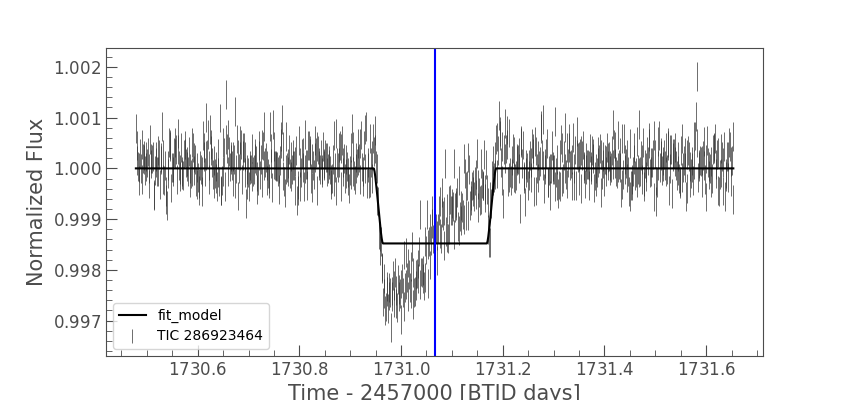 Normalized Flux
1.002
1.001
1.000
0.999
0.998
0.997
fit_model
TIC 286923464
1730.6 1730.8 1731.0 1731.2 1731.4 1731.6
Time - 2457000 [BTJD days]